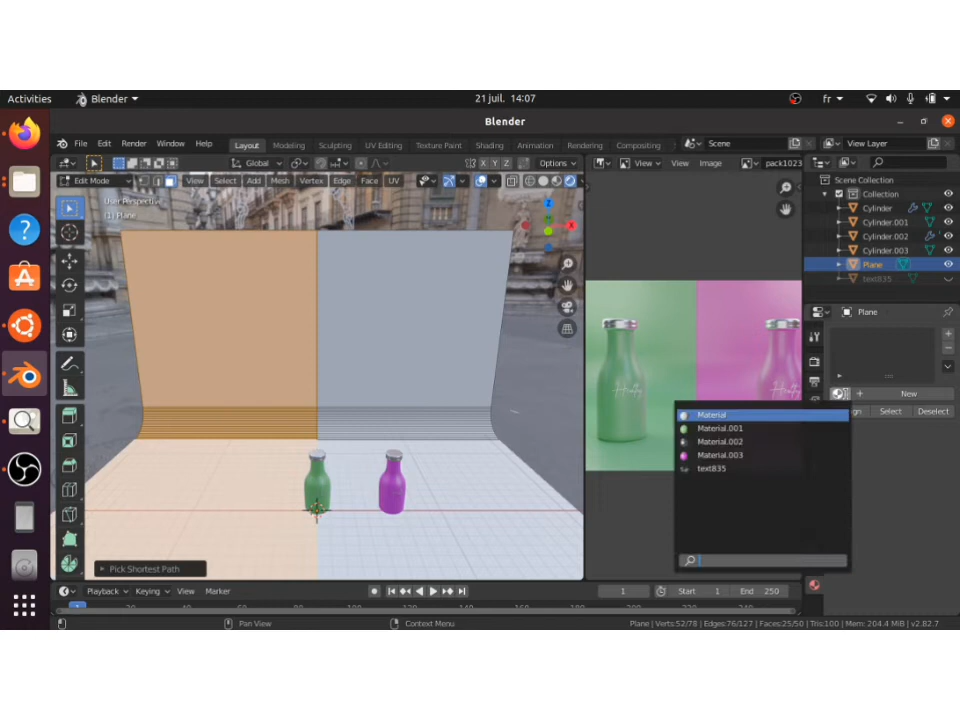 Activities Blender 21 juil. 14:07 fr
Blender
File Edit Render Window Help Layout Modeling Sculpting UV Editing Texture Paint Shading Animation Rendering Compositing Scene View Layer
Global X Y Z Options View View Image pack1023
Edit Mode View Select Add Mesh Vertex Edge Face UV
User Perspective
(1) Plane
Scene Collection
Collection
Cylinder
Cylinder.001
Cylinder.002
Cylinder.003
Plane
text835
Plane
New
gn Select Deselect
Material
Material.001
Material.002
Material.003
text835
Pick Shortest Path
Playback Keying View Marker 1 Start 1 End 250
1
Pan View Context Menu Plane | Verts:52/78 | Edges:76/127 | Faces:25/50 | Tris:100 | Mem: 204.4 MiB | v2.82.7